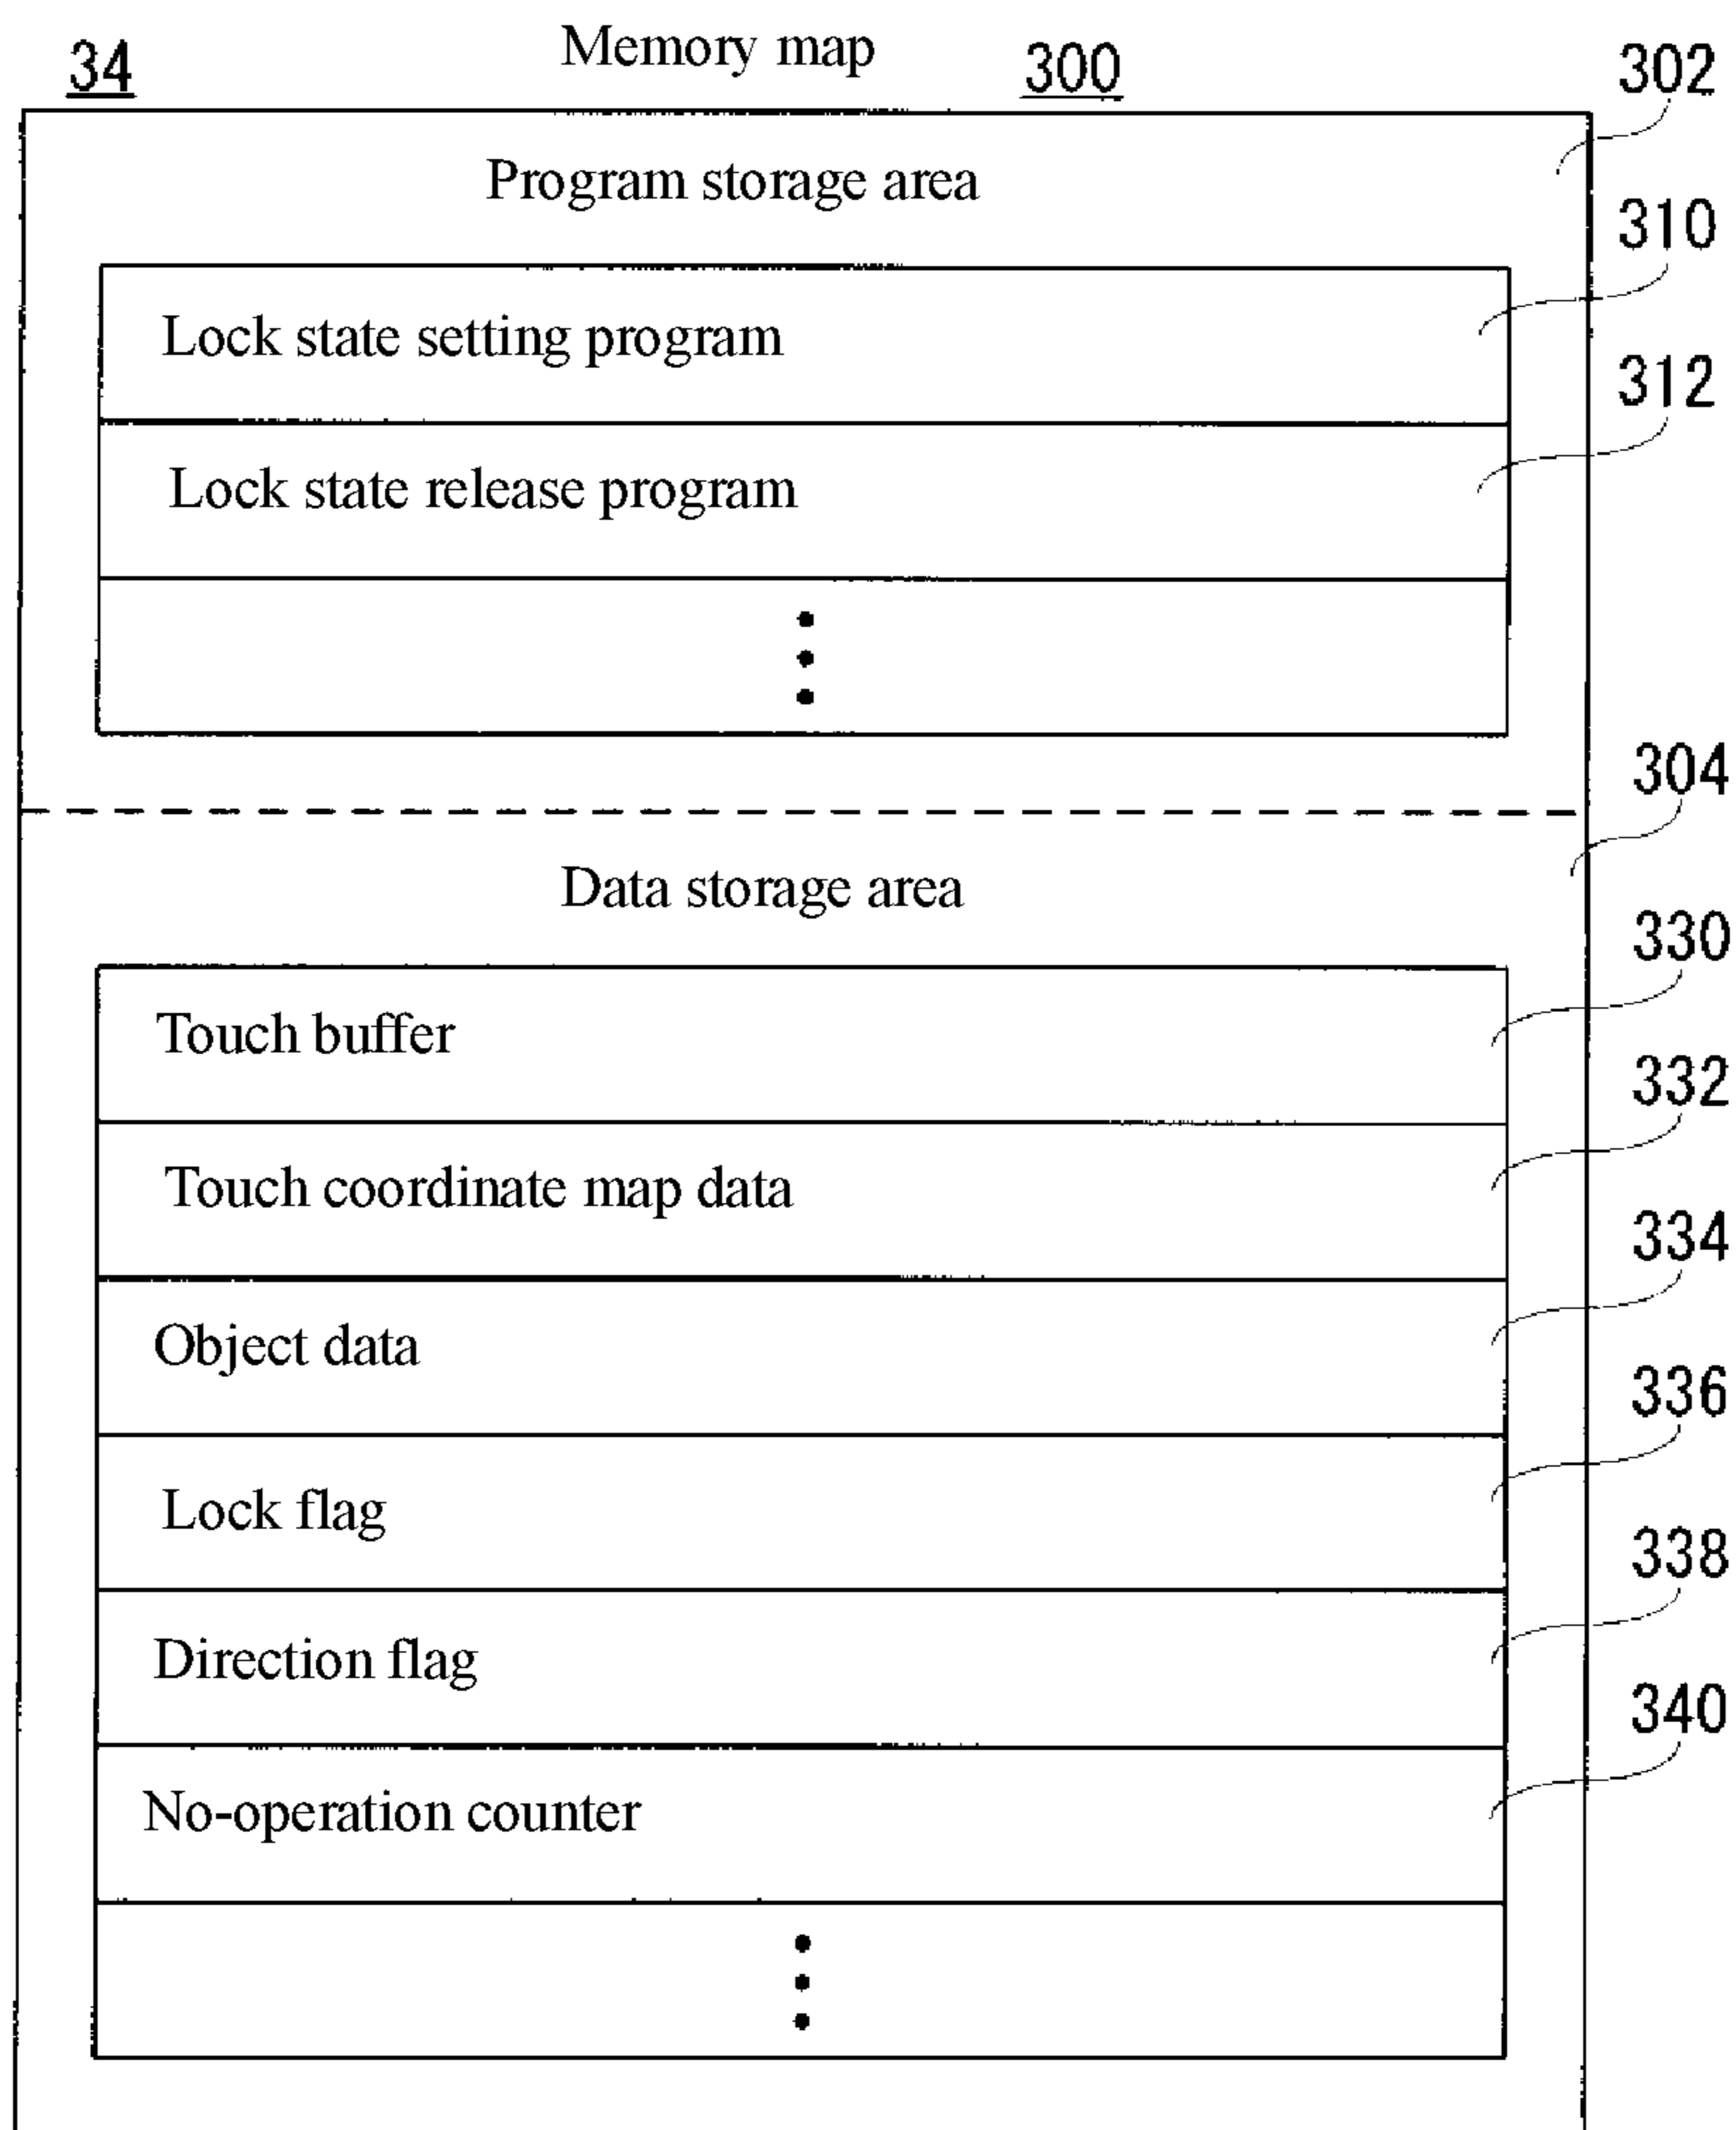 34 Memory map 300
302
Program storage area
310
Lock state setting program
312
Lock state release program
304
Data storage area
330
Touch buffer
332
Touch coordinate map data
334
Object data
336
Lock flag
338
Direction flag
340
No-operation counter